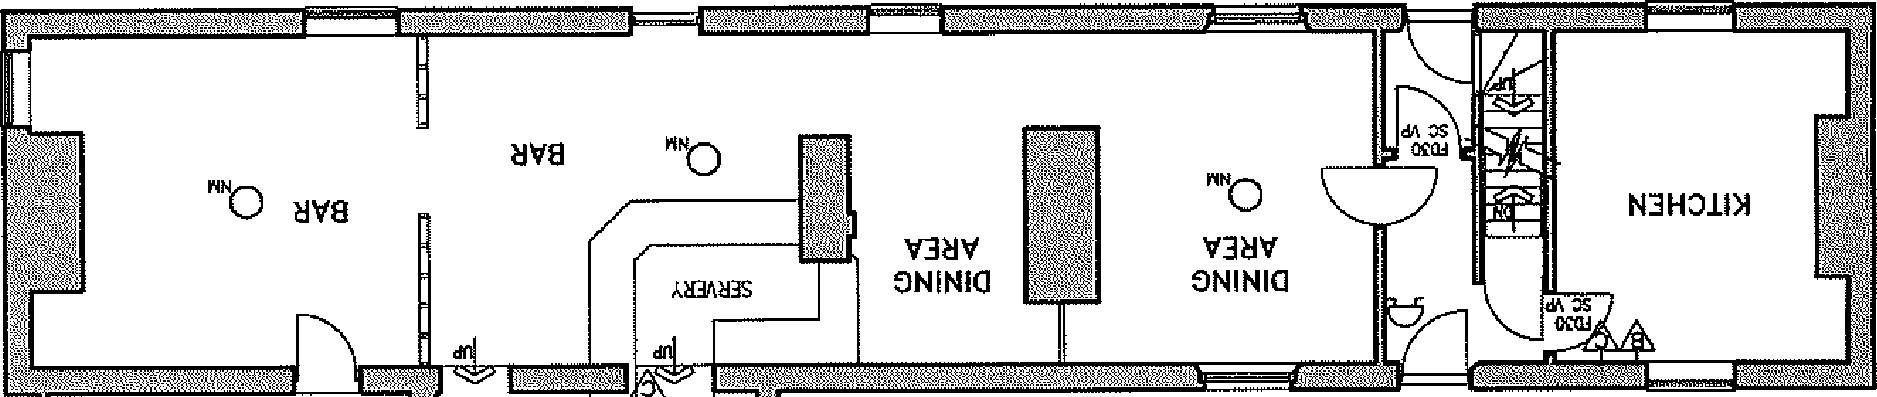 C
UP
UP
B
C
FD30
SC VP
SERVERY
DINING
AREA
DINING
AREA
KITCHEN
DN
BAR
NM
NM
BAR
NM
FD30
SC VP
UP